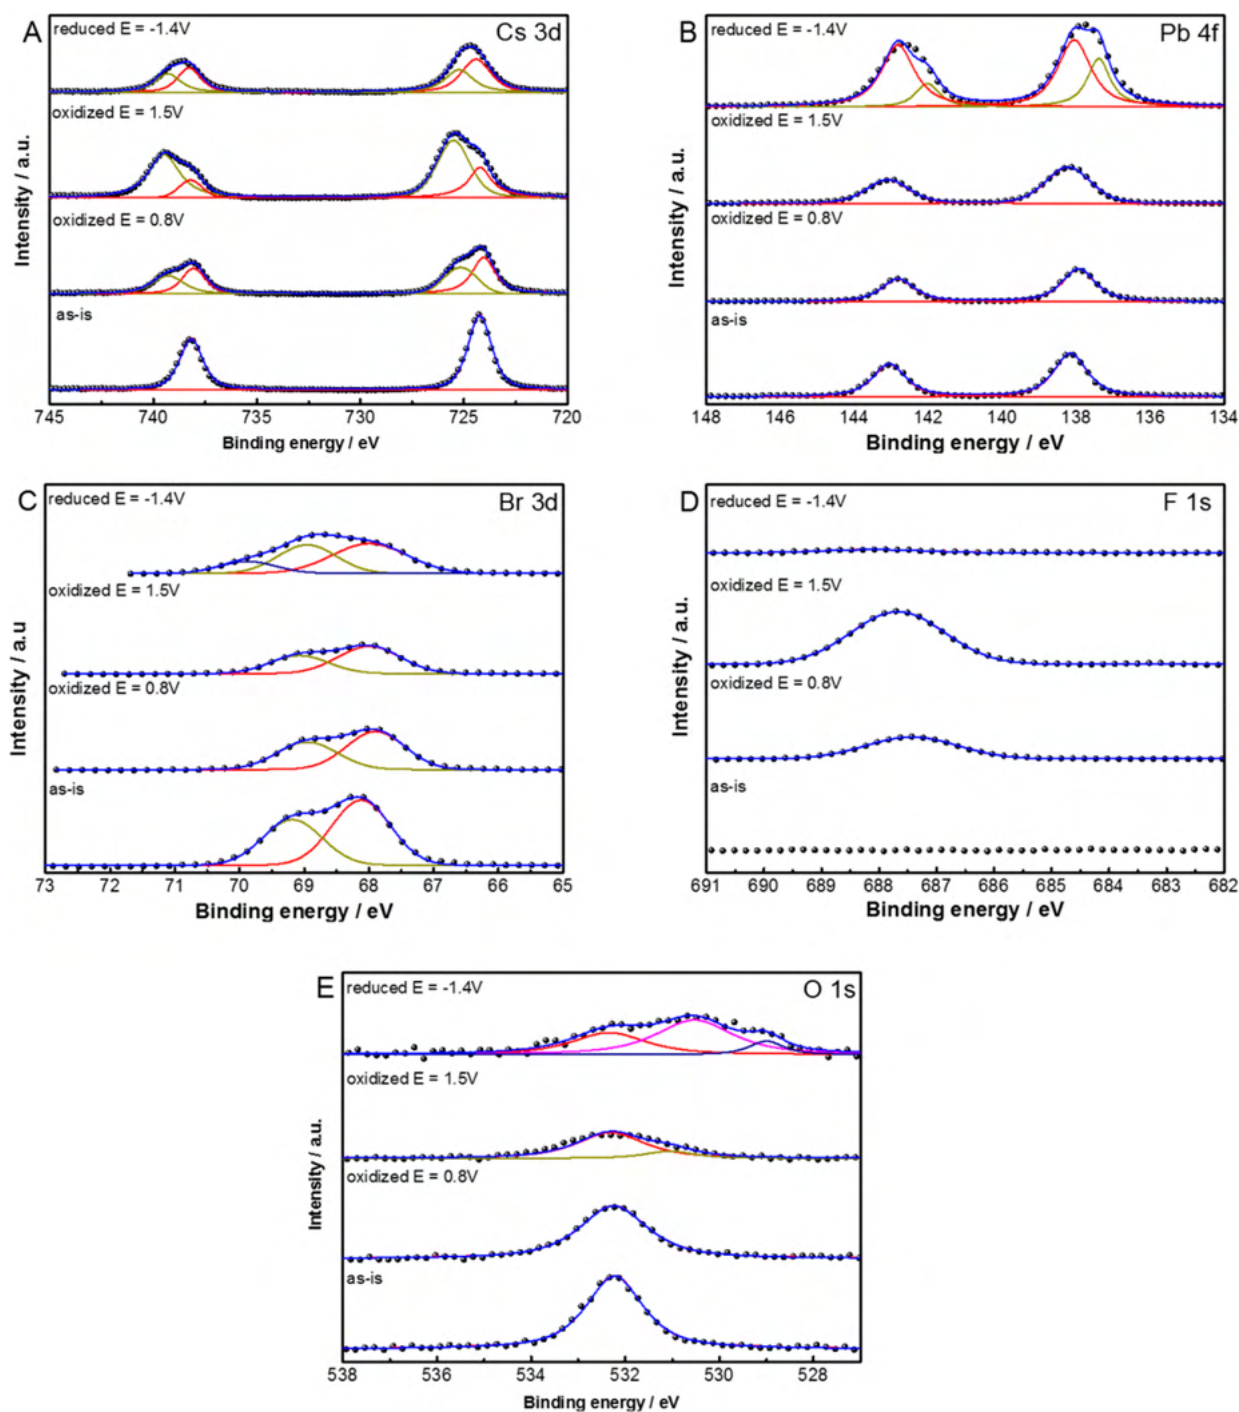 A
Cs 3d
reduced E = -1.4V
oxidized E = 1.5V
oxidized E = 0.8V
as-is
Intensity / a.u.
745 740 735 730 725 720
Binding energy / eV
B
Pb 4f
reduced E = -1.4V
oxidized E = 1.5V
oxidized E = 0.8V
as-is
Intensity / a.u.
148 146 144 142 140 138 136 134
Binding energy / eV
C
Br 3d
reduced E = -1.4V
oxidized E = 1.5V
oxidized E = 0.8V
as-is
Intensity / a.u
73 72 71 70 69 68 67 66 65
Binding energy / eV
D
F 1s
reduced E = -1.4V
oxidized E = 1.5V
oxidized E = 0.8V
as-is
Intensity / a.u.
691 690 689 688 687 686 685 684 683 682
Binding energy / eV
E
O 1s
reduced E = -1.4V
oxidized E = 1.5V
oxidized E = 0.8V
as-is
Intensity / a.u.
538 536 534 532 530 528
Binding energy / eV